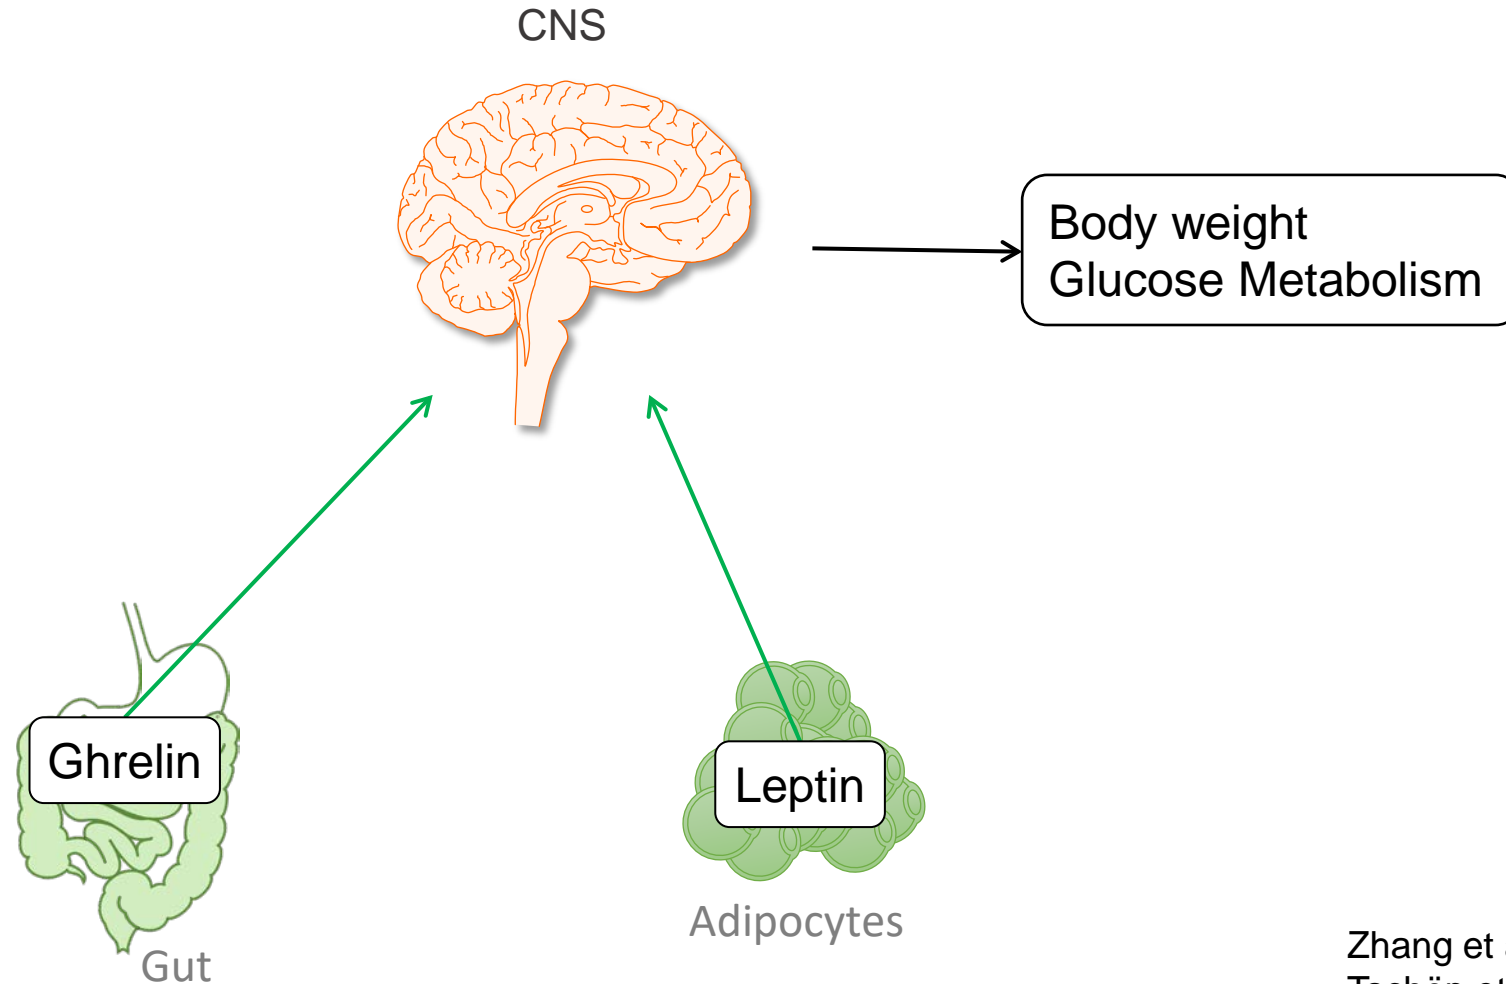 CNS
Body weight
Glucose Metabolism
Ghrelin
Leptin
Adipocytes
Gut
Zhang et